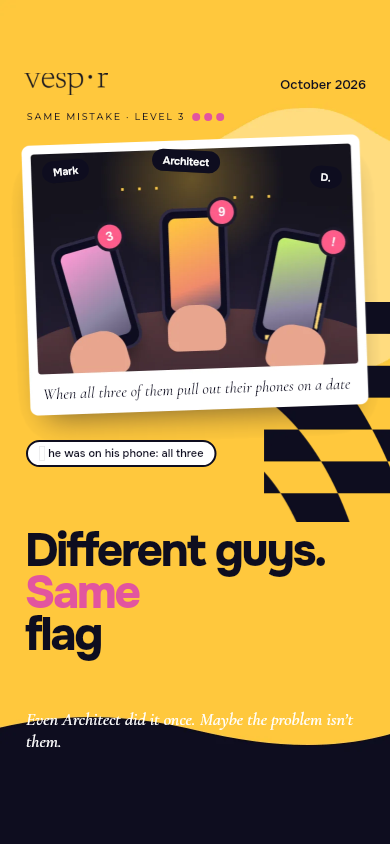 vesp·r
October 2026
SAME MISTAKE · LEVEL 3
Mark
Architect
D.
3
9
!
When all three of them pull out their phones on a date
he was on his phone: all three
Different guys.
Same
flag
Even Architect did it once. Maybe the problem isn't
them.